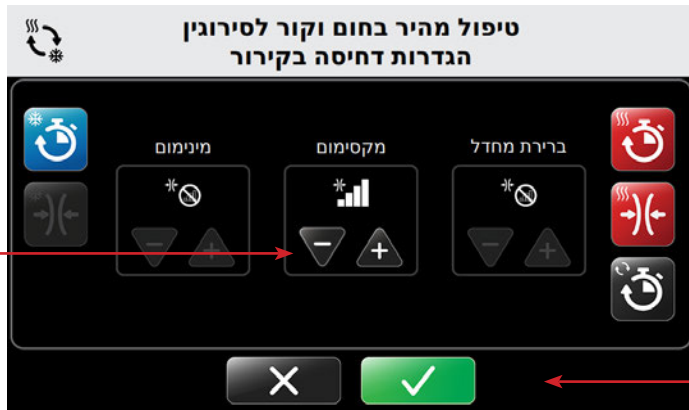 טיפול מהיר בחום וקור לסירוגין
הגדרות דחיסה בקירור
ברירת מחדל
מקסימום
מינימום